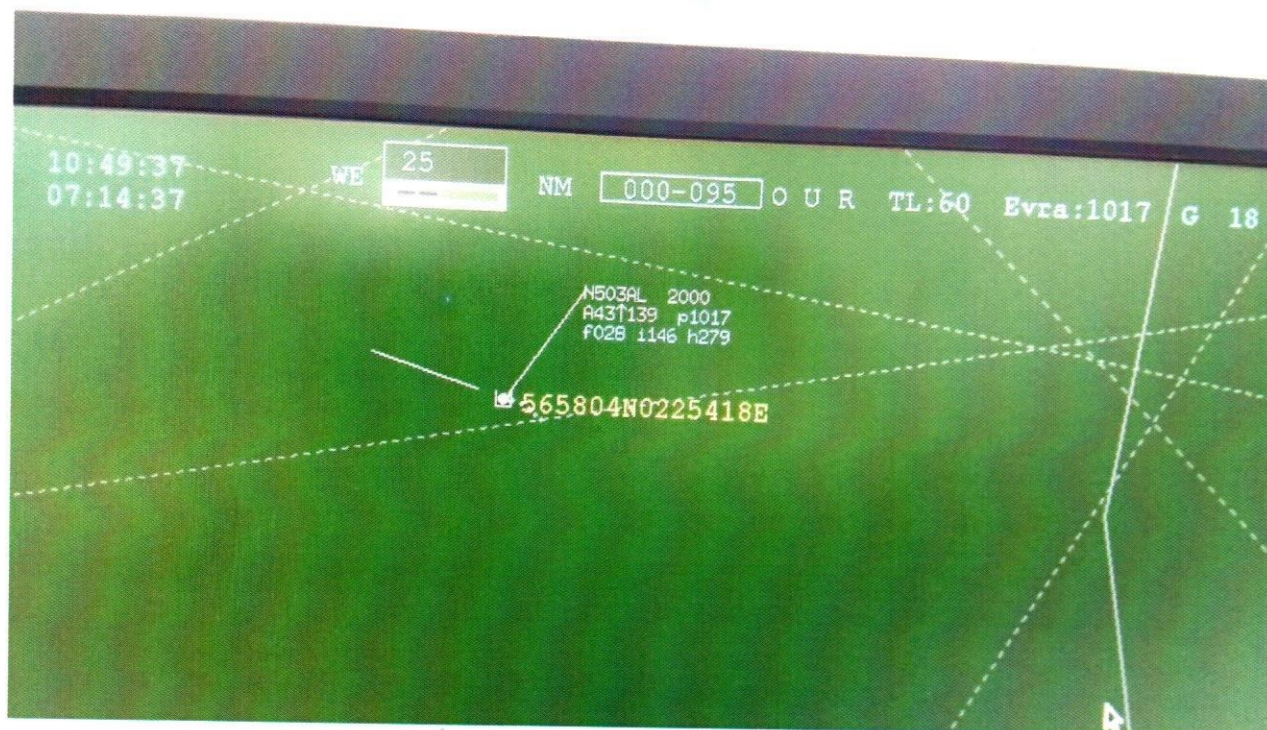 10:49:37
07:14:37
WE 25 NM 000-095 O U R TL:60 Evra:1017 G 18
N503AL 2000
A43↑139 p1017
f028 i146 h279
565804N0225418E